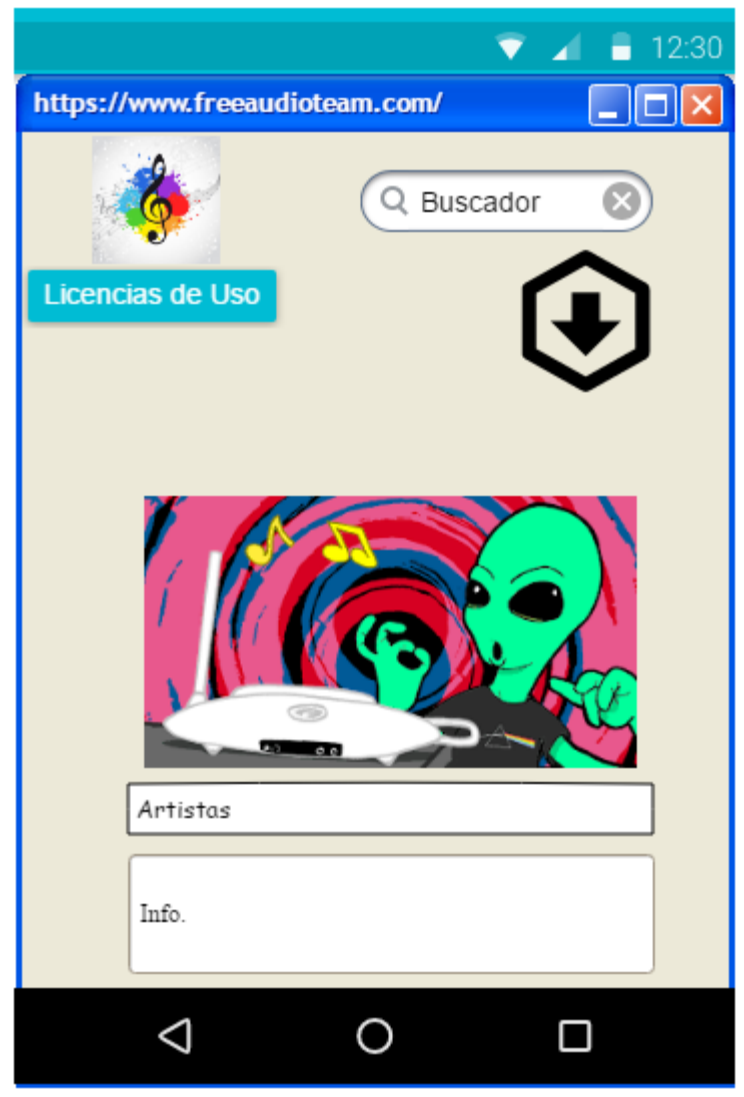 12:30
https://www.freeaudioteam.com/
Buscador
Licencias de Uso
Artistas
Info.